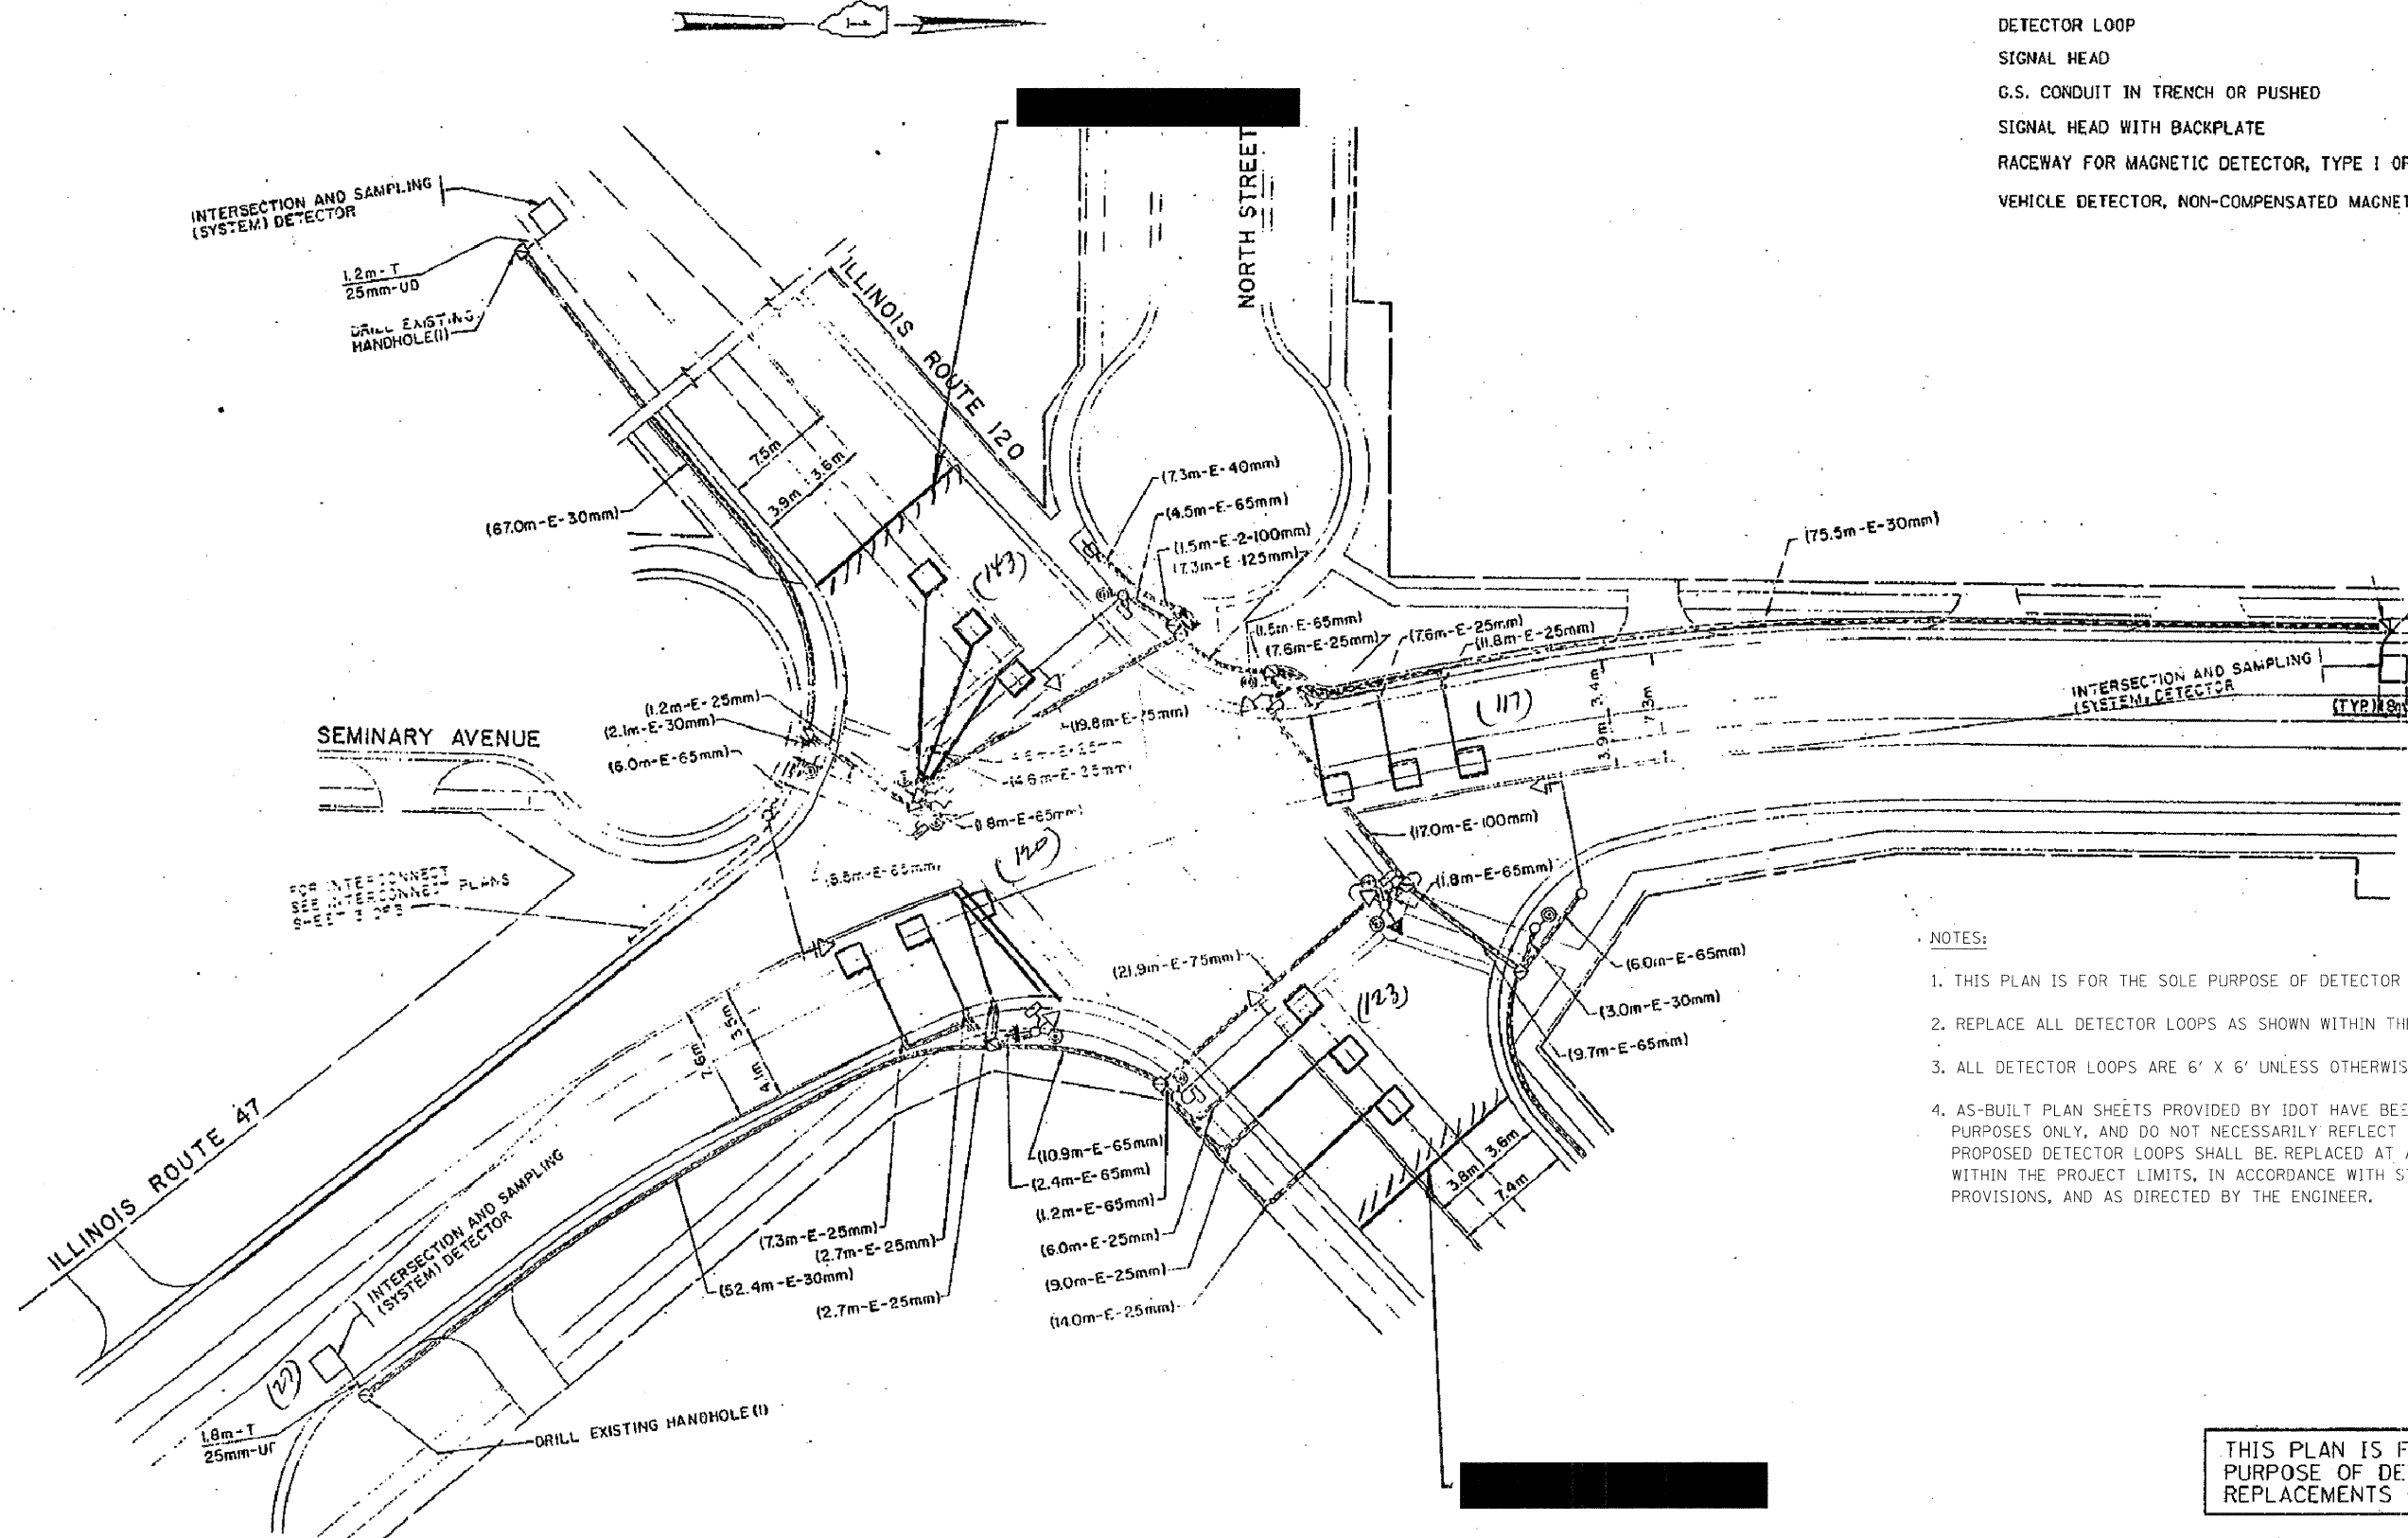 DETECTOR LOOP
SIGNAL HEAD
G.S. CONDUIT IN TRENCH OR PUSHED
SIGNAL HEAD WITH BACKPLATE
RACEWAY FOR MAGNETIC DETECTOR, TYPE I OR
VEHICLE DETECTOR, NON-COMPENSATED MAGNET
NORTH STREET
INTERSECTION AND SAMPLING
(SYSTEM) DETECTOR
1.2m-T
25mm-UD
DRILL EXISTING
HANDHOLE(1)
ILLINOIS ROUTE 120
7.5m
3.9m
3.6m
(67.0m-E-30mm)
(7.3m-E-40mm)
(4.5m-E-65mm)
(1.5m-E-2-100mm)
(7.3m-E-125mm)
(75.5m-E-30mm)
(143)
(1.5m-E-65mm)
(7.6m-E-25mm)
(7.6m-E-25mm)
(11.8m-E-25mm)
(117)
3.4m
3.9m
7.3m
INTERSECTION AND SAMPLING
(SYSTEM) DETECTOR
(TYP)
(1.2m-E-25mm)
(2.1m-E-30mm)
(6.0m-E-65mm)
SEMINARY AVENUE
(19.8m-E-75mm)
(4.6m-E-25mm)
(1.8m-E-65mm)
(120)
(17.0m-E-100mm)
(1.8m-E-65mm)
FOR INTERCONNECT
SEE INTERCONNECT PLANS
(21.9m-E-75mm)
(6.0m-E-65mm)
(3.0m-E-30mm)
(9.7m-E-65mm)
(123)
7.6m
3.5m
4.1m
3.6m
3.8m
7.4m
ILLINOIS ROUTE 47
INTERSECTION AND SAMPLING
(SYSTEM) DETECTOR
(10.9m-E-65mm)
(2.4m-E-65mm)
(1.2m-E-65mm)
(6.0m-E-25mm)
(9.0m-E-25mm)
(14.0m-E-25mm)
(7.3m-E-25mm)
(2.7m-E-25mm)
(52.4m-E-30mm)
(2.7m-E-25mm)
(27)
1.8m-T
25mm-
DRILL EXISTING HANDHOLE(1)
NOTES:
1. THIS PLAN IS FOR THE SOLE PURPOSE OF DETECTOR
2. REPLACE ALL DETECTOR LOOPS AS SHOWN WITHIN THE
3. ALL DETECTOR LOOPS ARE 6' X 6' UNLESS OTHERWIS
4. AS-BUILT PLAN SHEETS PROVIDED BY IDOT HAVE BEE
PURPOSES ONLY, AND DO NOT NECESSARILY REFLECT
PROPOSED DETECTOR LOOPS SHALL BE REPLACED AT A
WITHIN THE PROJECT LIMITS, IN ACCORDANCE WITH S
PROVISIONS, AND AS DIRECTED BY THE ENGINEER.
THIS PLAN IS F
PURPOSE OF DE
REPLACEMENTS